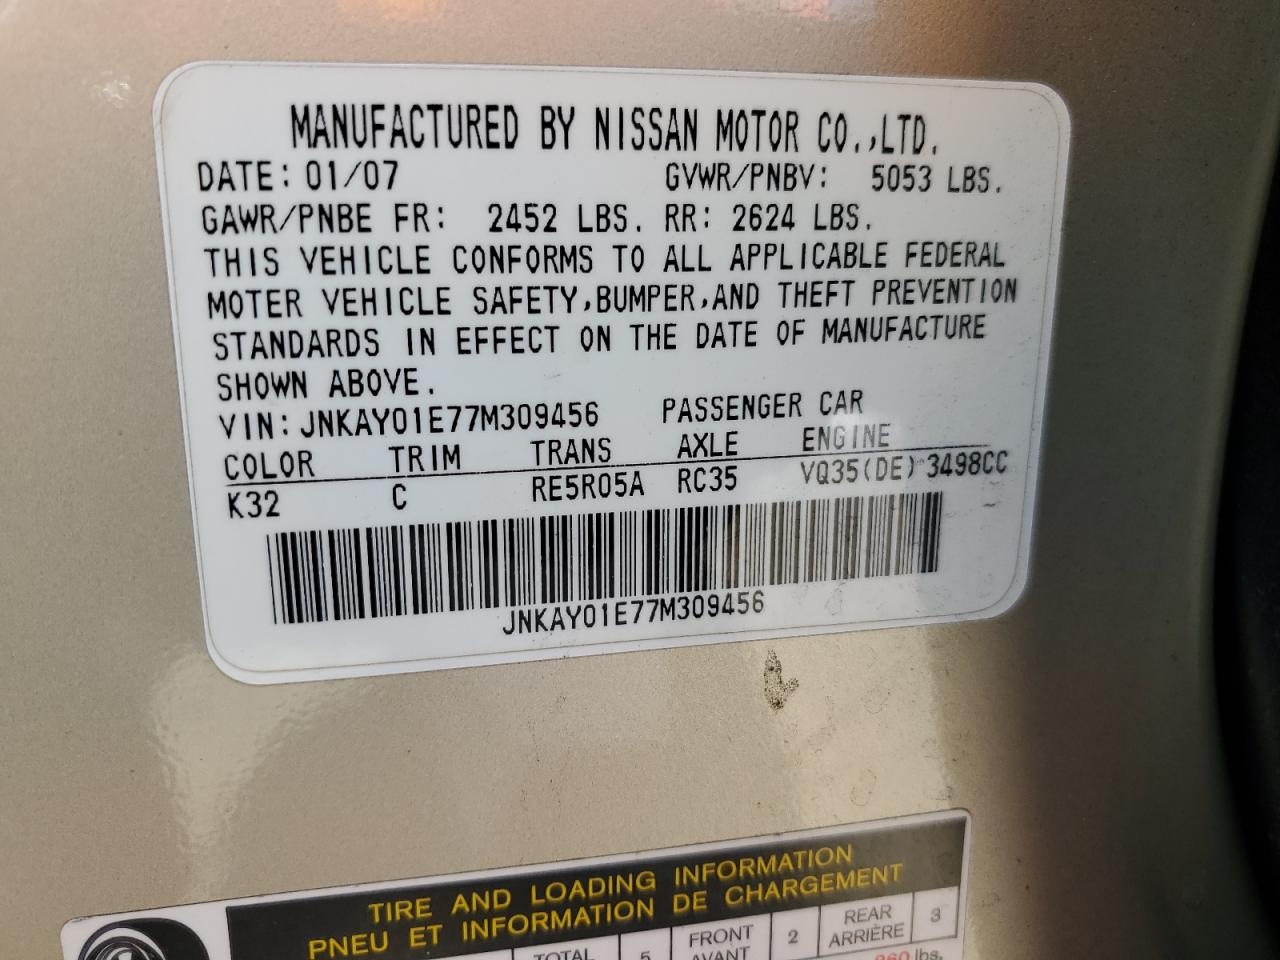 MANUFACTURED BY NISSAN MOTOR CO.,LTD.
DATE: 01/07 GVWR/PNBV: 5053 LBS.
GAWR/PNBE FR: 2452 LBS. RR: 2624 LBS.
THIS VEHICLE CONFORMS TO ALL APPLICABLE FEDERAL
MOTER VEHICLE SAFETY,BUMPER,AND THEFT PREVENTION
STANDARDS IN EFFECT ON THE DATE OF MANUFACTURE
SHOWN ABOVE.
VIN: JNKAY01E77M309456 PASSENGER CAR
COLOR TRIM TRANS AXLE ENGINE
K32 C RE5R05A RC35 VQ35(DE) 3498CC
JNKAY01E77M309456
TIRE AND LOADING INFORMATION
PNEU ET INFORMATION DE CHARGEMENT
TOTAL 5 FRONT 2 REAR 3
AVANT ARRIÈRE
lbs.